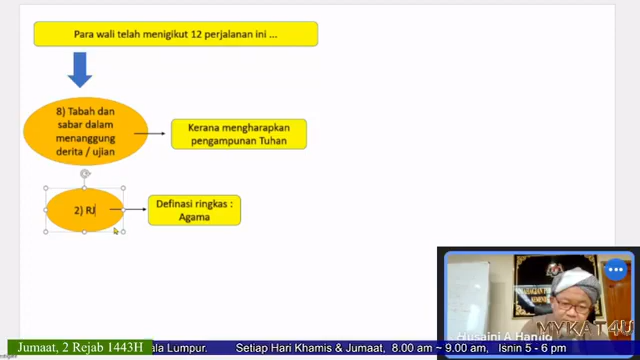 Para wali telah menigikut 12 perjalanan ini ...
8) Tabah dan
sabar dalam
menanggung
derita / ujian
Kerana mengharapkan
pengampunan Tuhan
2) RJ
Definasi ringkas :
Agama
Husaini A Hamid
MYKAT4U
Jumaat, 2 Rejab 1443H
ala Lumpur. Setiap Hari Khamis & Jumaat, 8.00 am ~ 9.00 am. Isnin 5 - 6 pm